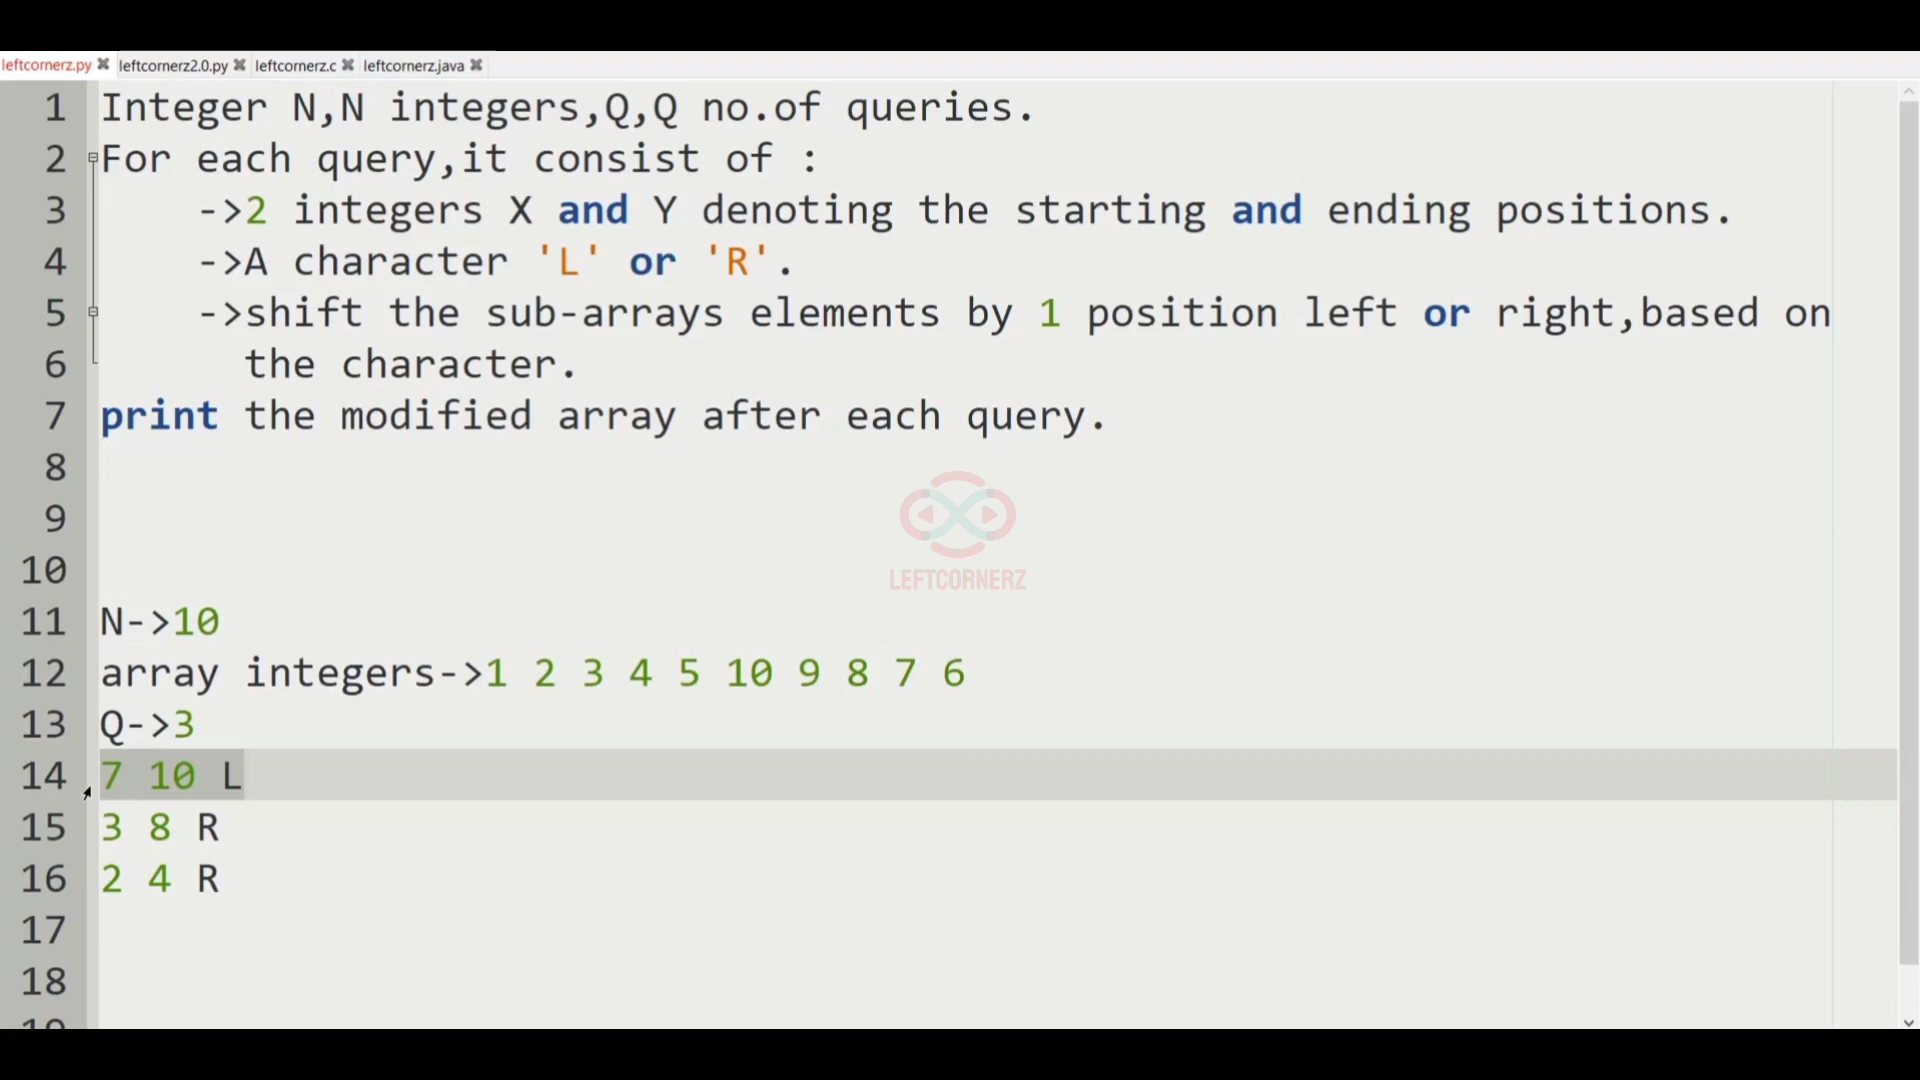 leftcornerz.py leftcornerz2.0.py leftcornerz.c leftcornerz.java
1 Integer N,N integers,Q,Q no.of queries.
2 For each query,it consist of :
3 ->2 integers X and Y denoting the starting and ending positions.
4 ->A character 'L' or 'R'.
5 ->shift the sub-arrays elements by 1 position left or right,based on
6 the character.
7 print the modified array after each query.
8
9
LEFTCORNERZ
10
11 N->10
12 array integers->1 2 3 4 5 10 9 8 7 6
13 Q->3
14 7 10 L
15 3 8 R
16 2 4 R
17
18
19